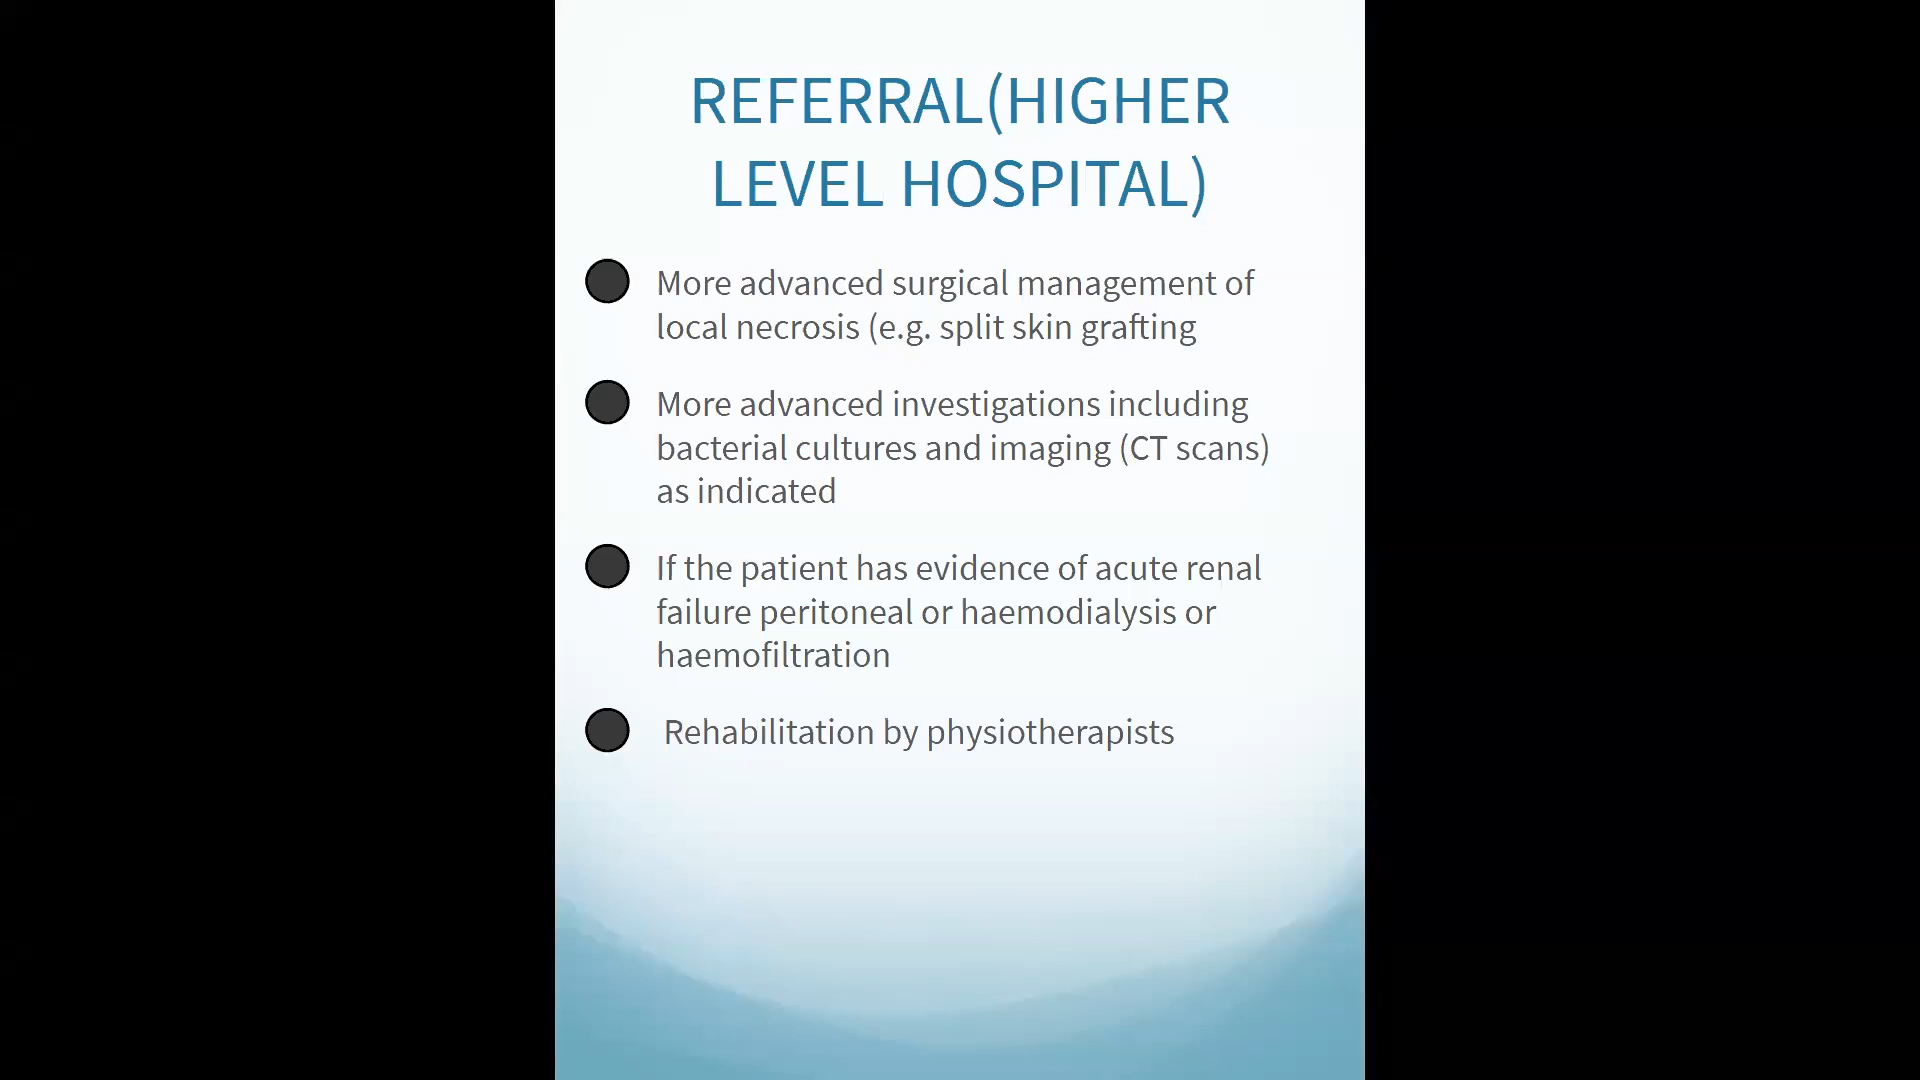 REFERRAL(HIGHER
LEVEL HOSPITAL)
More advanced surgical management of
local necrosis (e.g. split skin grafting
More advanced investigations including
bacterial cultures and imaging (CT scans)
as indicated
If the patient has evidence of acute renal
failure peritoneal or haemodialysis or
haemofiltration
Rehabilitation by physiotherapists